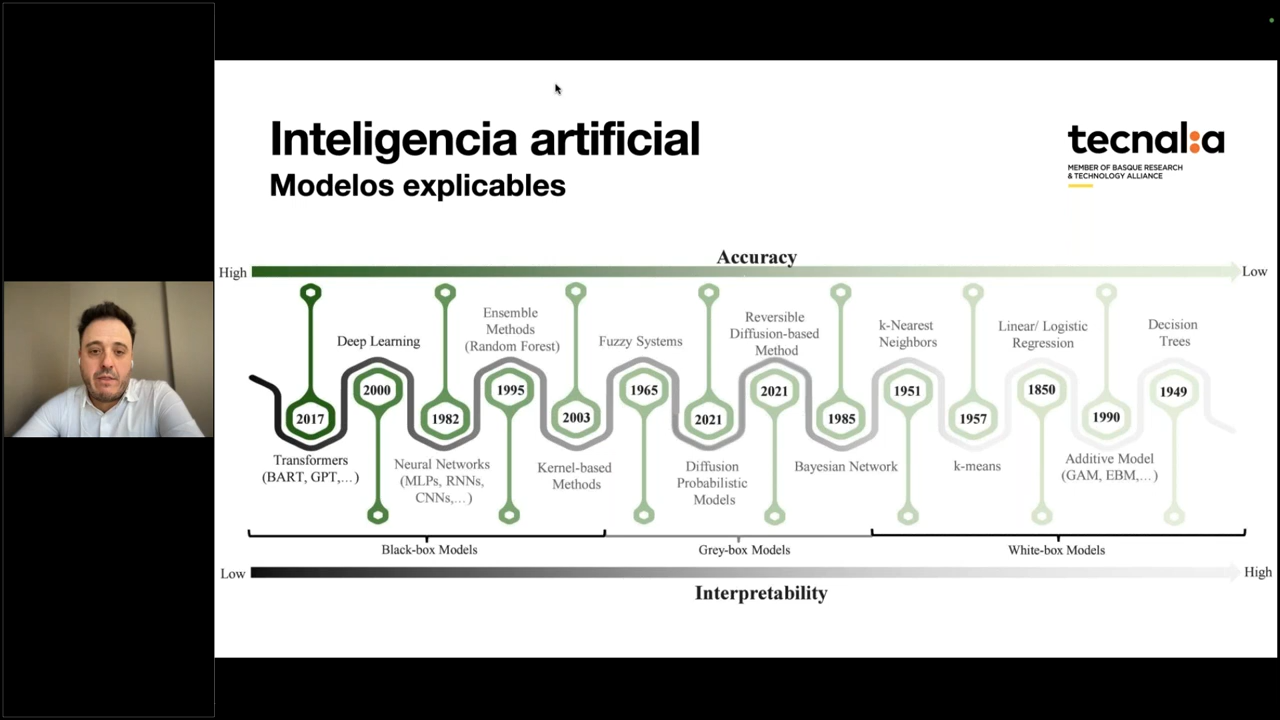 Inteligencia artificial
Modelos explicables
tecnal:a
MEMBER OF BASQUE RESEARCH
& TECHNOLOGY ALLIANCE
Accuracy
High
Low
Deep Learning
Ensemble
Methods
(Random Forest)
Fuzzy Systems
Reversible
Diffusion-based
Method
k-Nearest
Neighbors
Linear/ Logistic
Regression
Decision
Trees
2017
2000
1982
1995
2003
1965
2021
2021
1985
1951
1957
1850
1990
1949
Transformers
(BART, GPT,...)
Neural Networks
(MLPs, RNNs,
CNNs,...)
Kernel-based
Methods
Diffusion
Probabilistic
Models
Bayesian Network
k-means
Additive Model
(GAM, EBM,...)
Black-box Models
Grey-box Models
White-box Models
Low
High
Interpretability